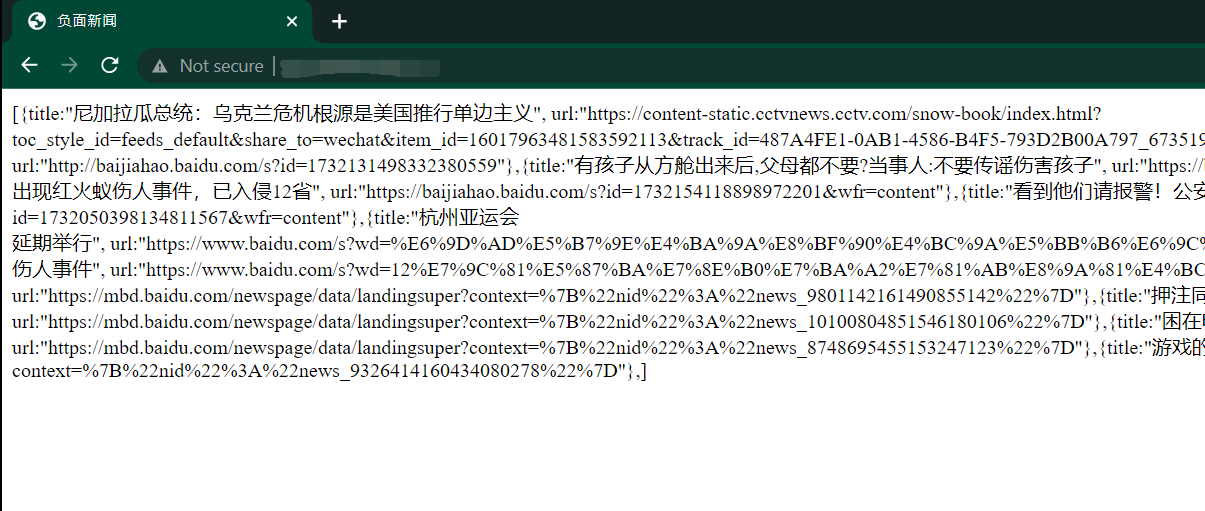 负面新闻
Not secure
[{title:"尼加拉瓜总统：乌克兰危机根源是美国推行单边主义", url:"https://content-static.cctvnews.cctv.com/snow-book/index.html?
toc_style_id=feeds_default&share_to=wechat&item_id=16017963481583592113&track_id=487A4FE1-0AB1-4586-B4F5-793D2B00A797_673519
url:"http://baijiahao.baidu.com/s?id=1732131498332380559"},{title:"有孩子从方舱出来后,父母都不要?当事人:不要传谣伤害孩子", url:"https://
出现红火蚁伤人事件，已入侵12省", url:"https://baijiahao.baidu.com/s?id=1732154118898972201&wfr=content"},{title:"看到他们请报警！公安
id=1732050398134811567&wfr=content"},{title:"杭州亚运会
延期举行", url:"https://www.baidu.com/s?wd=%E6%9D%AD%E5%B7%9E%E4%BA%9A%E8%BF%90%E4%BC%9A%E5%BB%B6%E6%9C%
伤人事件", url:"https://www.baidu.com/s?wd=12%E7%9C%81%E5%87%BA%E7%8E%B0%E7%BA%A2%E7%81%AB%E8%9A%81%E4%BC
url:"https://mbd.baidu.com/newspage/data/landingsuper?context=%7B%22nid%22%3A%22news_9801142161490855142%22%7D"},{title:"押注同
url:"https://mbd.baidu.com/newspage/data/landingsuper?context=%7B%22nid%22%3A%22news_10100804851546180106%22%7D"},{title:"困在
url:"https://mbd.baidu.com/newspage/data/landingsuper?context=%7B%22nid%22%3A%22news_8748695455153247123%22%7D"},{title:"游戏的
context=%7B%22nid%22%3A%22news_9326414160434080278%22%7D"},]